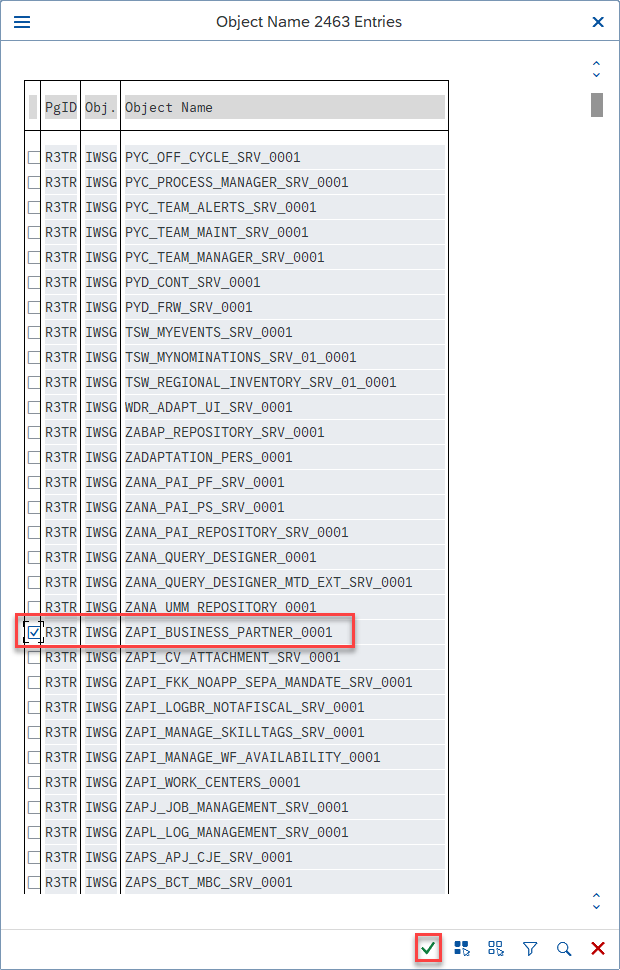 Object Name 2463 Entries
PgID Obj. Object Name
R3TR IWSG PYC_OFF_CYCLE_SRV_0001
R3TR IWSG PYC_PROCESS_MANAGER_SRV_0001
R3TR IWSG PYC_TEAM_ALERTS_SRV_0001
R3TR IWSG PYC_TEAM_MAINT_SRV_0001
R3TR IWSG PYC_TEAM_MANAGER_SRV_0001
R3TR IWSG PYD_CONT_SRV_0001
R3TR IWSG PYD_FRW_SRV_0001
R3TR IWSG TSW_MYEVENTS_SRV_0001
R3TR IWSG TSW_MYNOMINATIONS_SRV_01_0001
R3TR IWSG TSW_REGIONAL_INVENTORY_SRV_01_0001
R3TR IWSG WDR_ADAPT_UI_SRV_0001
R3TR IWSG ZABAP_REPOSITORY_SRV_0001
R3TR IWSG ZADAPTATION_PERS_0001
R3TR IWSG ZANA_PAI_PF_SRV_0001
R3TR IWSG ZANA_PAI_PS_SRV_0001
R3TR IWSG ZANA_PAI_REPOSITORY_SRV_0001
R3TR IWSG ZANA_QUERY_DESIGNER_0001
R3TR IWSG ZANA_QUERY_DESIGNER_MTD_EXT_SRV_0001
R3TR IWSG ZANA_UMM_REPOSITORY_0001
R3TR IWSG ZAPI_BUSINESS_PARTNER_0001
R3TR IWSG ZAPI_CV_ATTACHMENT_SRV_0001
R3TR IWSG ZAPI_FKK_NOAPP_SEPA_MANDATE_SRV_0001
R3TR IWSG ZAPI_LOGBR_NOTAFISCAL_SRV_0001
R3TR IWSG ZAPI_MANAGE_SKILLTAGS_SRV_0001
R3TR IWSG ZAPI_MANAGE_WF_AVAILABILITY_0001
R3TR IWSG ZAPI_WORK_CENTERS_0001
R3TR IWSG ZAPJ_JOB_MANAGEMENT_SRV_0001
R3TR IWSG ZAPL_LOG_MANAGEMENT_SRV_0001
R3TR IWSG ZAPS_APJ_CJE_SRV_0001
R3TR IWSG ZAPS_BCT_MBC_SRV_0001